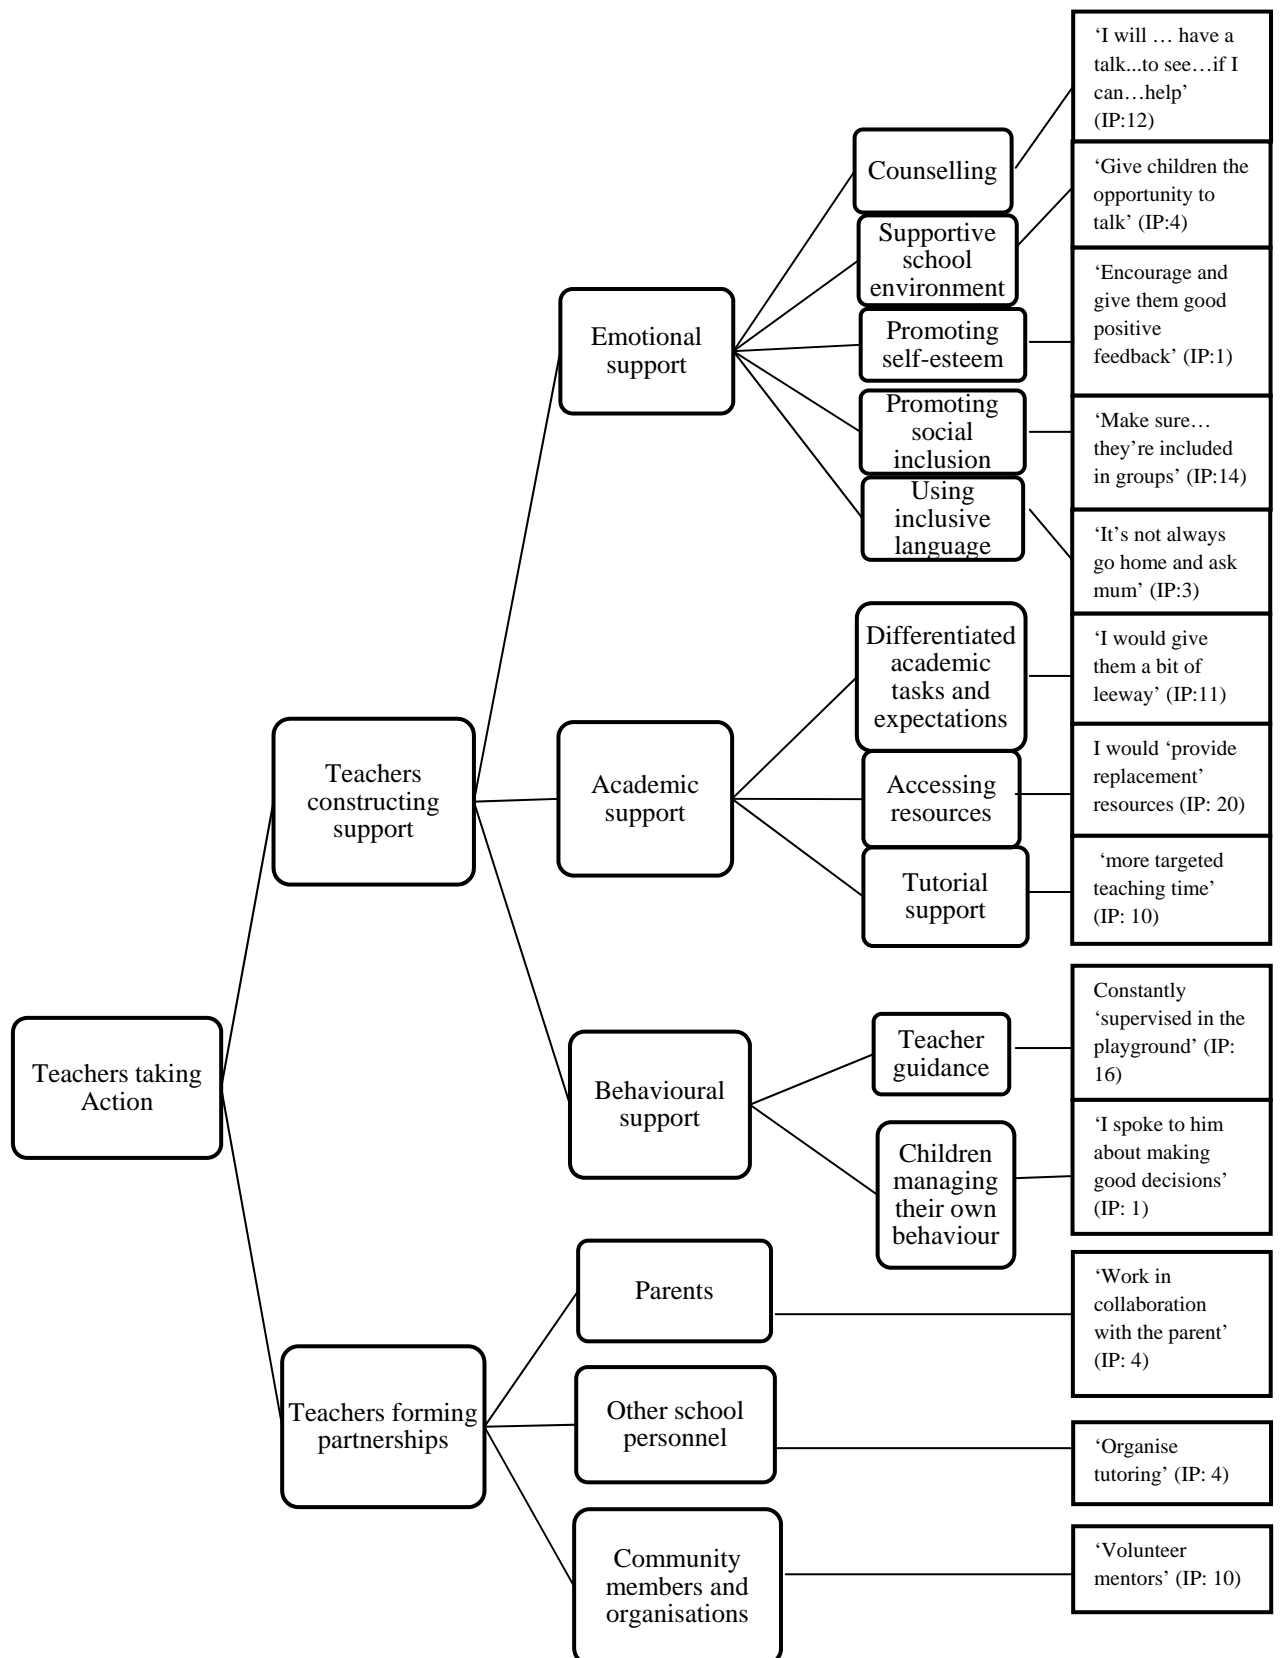 Teachers taking
Action
Teachers
constructing
support
Teachers forming
partnerships
Emotional
support
Academic
support
Behavioural
support
Parents
Other school
personnel
Community
members and
organisations
Counselling
Supportive
school
environment
Promoting
self-esteem
Promoting
social
inclusion
Using
inclusive
language
Differentiated
academic
tasks and
expectations
Accessing
resources
Tutorial
support
Teacher
guidance
Children
managing
their own
behaviour
‘I will … have a
talk...to see…if I
can…help’
(IP:12)
‘Give children the
opportunity to
talk’ (IP:4)
‘Encourage and
give them good
positive
feedback’ (IP:1)
‘Make sure…
they’re included
in groups’ (IP:14)
‘It’s not always
go home and ask
mum’ (IP:3)
‘I would give
them a bit of
leeway’ (IP:11)
I would ‘provide
replacement’
resources (IP: 20)
‘more targeted
teaching time’
(IP: 10)
Constantly
‘supervised in the
playground’ (IP:
16)
‘I spoke to him
about making
good decisions’
(IP: 1)
‘Work in
collaboration
with the parent’
(IP: 4)
‘Organise
tutoring’ (IP: 4)
‘Volunteer
mentors’ (IP: 10)